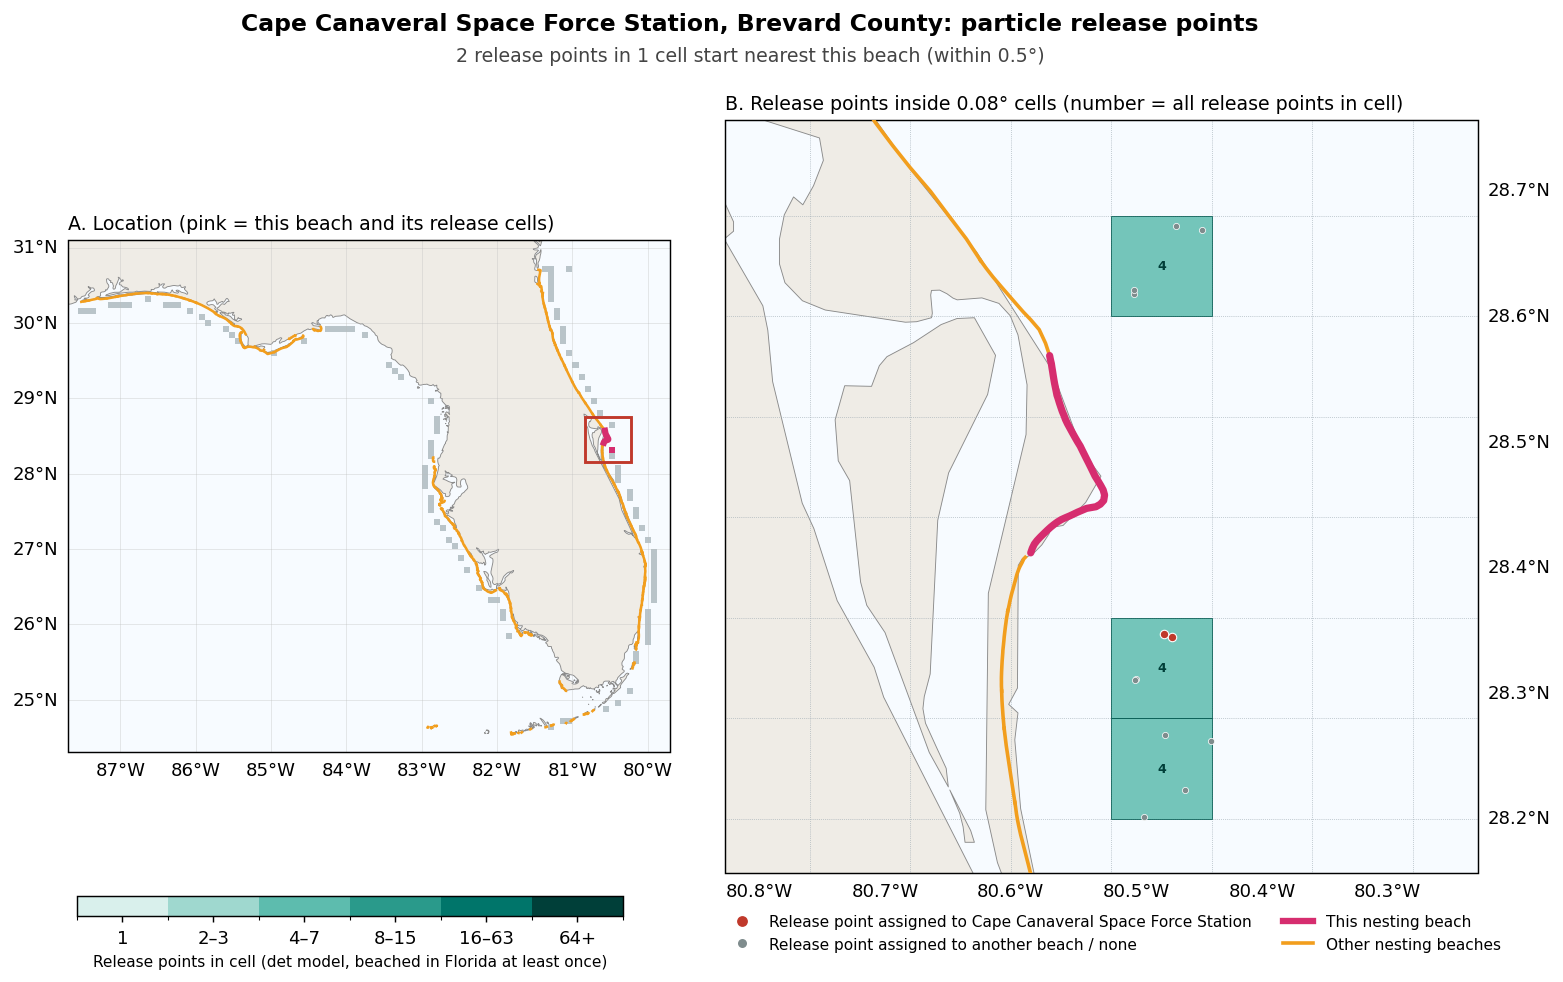 Cape Canaveral Space Force Station, Brevard County: particle release points
2 release points in 1 cell start nearest this beach (within 0.5°)
A. Location (pink = this beach and its release cells)
31°N
30°N
29°N
28°N
27°N
26°N
25°N
87°W 86°W 85°W 84°W 83°W 82°W 81°W 80°W
1 2–3 4–7 8–15 16–63 64+
Release points in cell (det model, beached in Florida at least once)
B. Release points inside 0.08° cells (number = all release points in cell)
4
4
4
28.7°N
28.6°N
28.5°N
28.4°N
28.3°N
28.2°N
80.8°W 80.7°W 80.6°W 80.5°W 80.4°W 80.3°W
Release point assigned to Cape Canaveral Space Force Station
Release point assigned to another beach / none
This nesting beach
Other nesting beaches